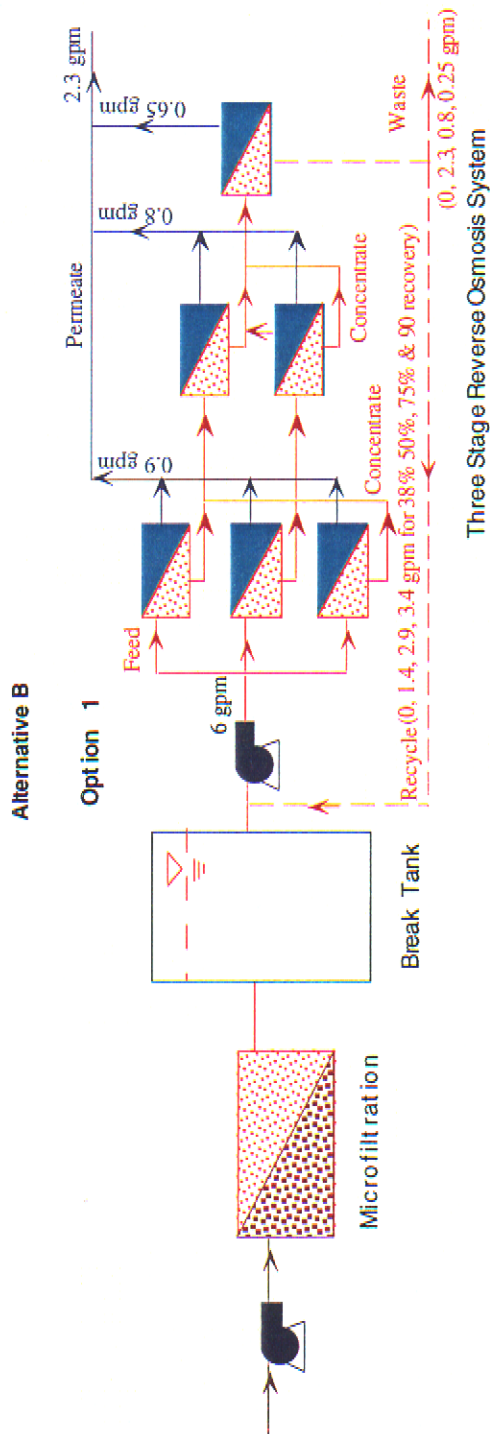 Alternative B
Option 1
Microfiltration
Break Tank
6 gpm
Feed
0.9 gpm
Permeate
0.8 gpm
0.65 gpm
2.3 gpm
Concentrate
Concentrate
Waste
(0, 2.3, 0.8, 0.25 gpm)
Recycle (0, 1.4, 2.9, 3.4 gpm for 38% 50%, 75% & 90 recovery)
Three Stage Reverse Osmosis System